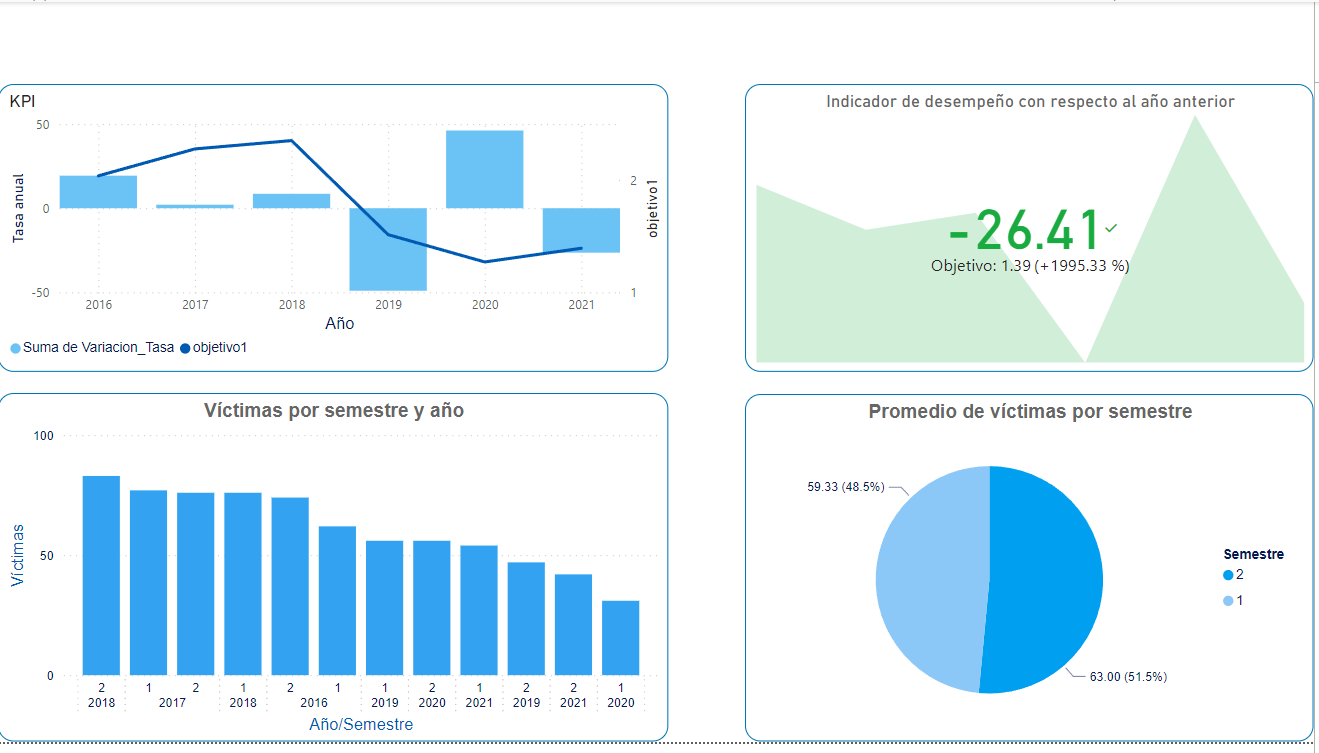 KPI
50
0
-50
Tasa anual
2
1
objetivo1
2016 2017 2018 2019 2020 2021
Año
Suma de Variacion_Tasa objetivo1
Indicador de desempeño con respecto al año anterior
-26.41
Objetivo: 1.39 (+1995.33 %)
Víctimas por semestre y año
100
50
0
Víctimas
2 1 2 1 2 1 1 2 1 2 2 1
2018 2017 2018 2016 2019 2020 2021 2019 2021 2020
Año/Semestre
Promedio de víctimas por semestre
59.33 (48.5%)
63.00 (51.5%)
Semestre
2
1